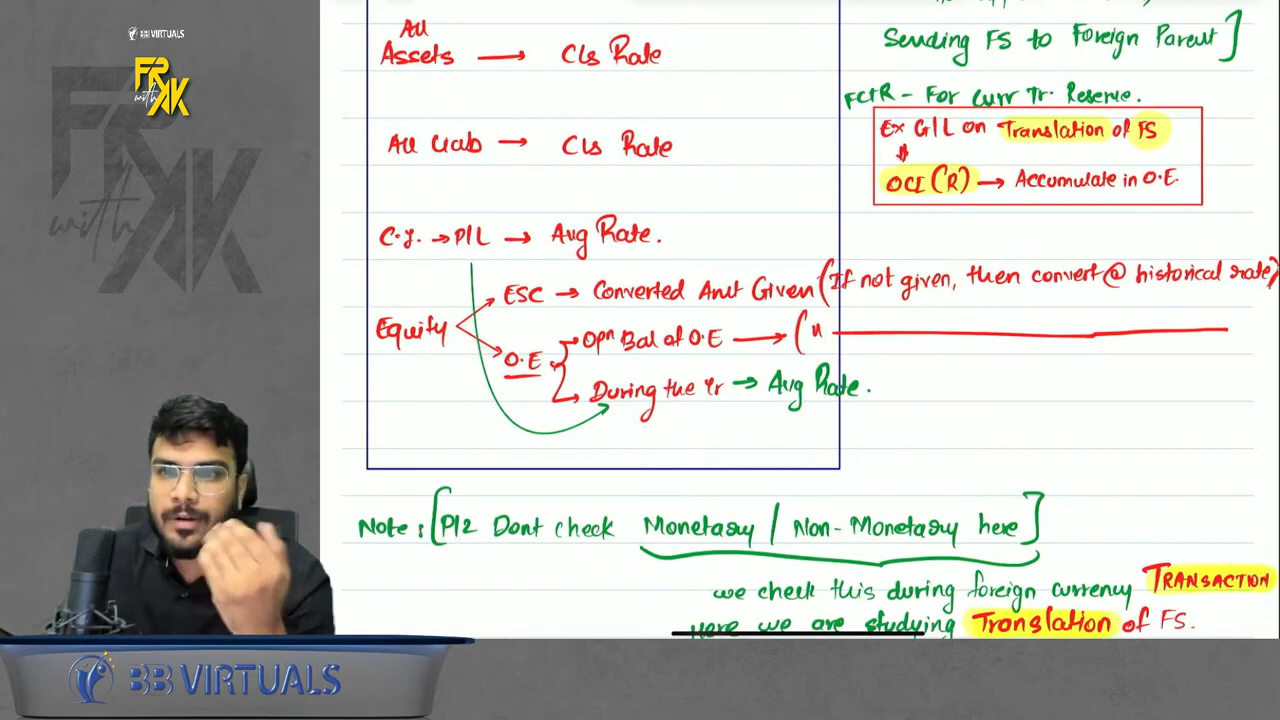 BB VIRTUALS
FR
with
AK
FR
with
AK
Sending FS to Foreign Parent]
All
Assets → Cls Rate
FCTR - For Curr Tr. Reserve.
Ex G/L on Translation of FS
All Liab → Cls Rate
OCI (R) → Accumulate in O.E.
C.Y. → P/L → Avg Rate.
ESC → Converted Amt Given (If not given, then convert @ historical rate)
Equity
O.E
Opn Bal of O.E → ( "
During the Yr → Avg Rate.
Note: [Plz Dont check Monetary / Non-Monetary here]
we check this during foreign currency TRANSACTION
Here we are studying Translation of FS.
BB VIRTUALS